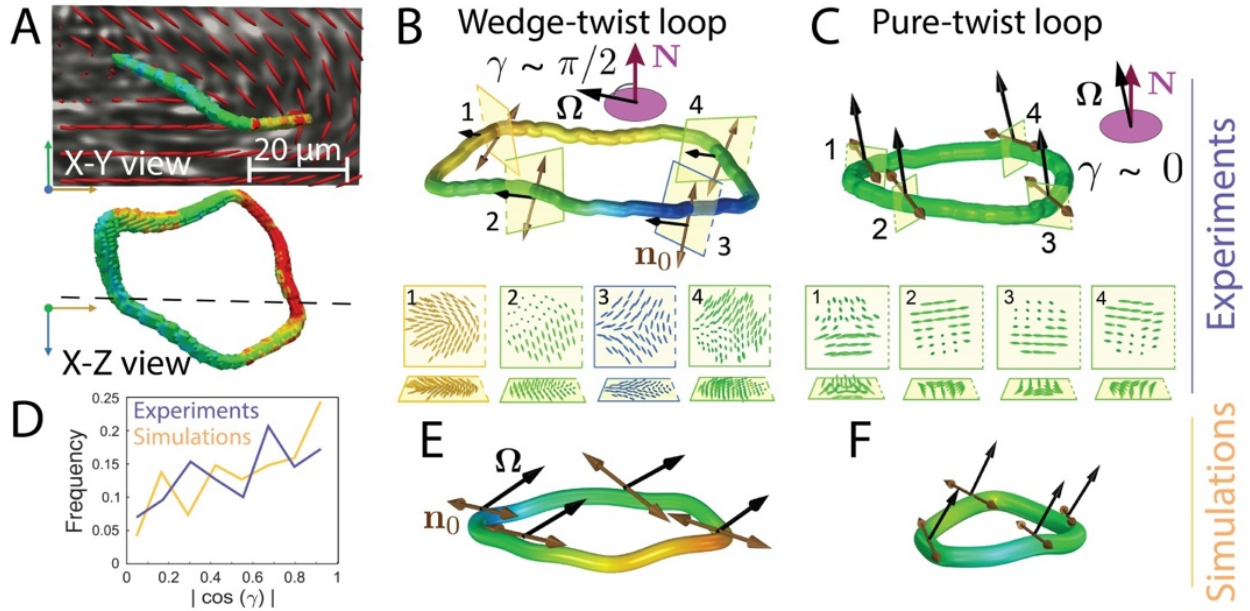 A
X-Y view
20 μm
X-Z view
B Wedge-twist loop
γ ~ π/2
N
Ω
1
4
2
3
n₀
1
2
3
4
C Pure-twist loop
Ω
N
γ ~ 0
1
4
2
3
1
2
3
4
Experiments
D
Experiments
Simulations
Frequency
0.25
0.2
0.15
0.1
0.05
0
0
0.2
0.4
0.6
0.8
1
| cos (γ) |
E
Ω
n₀
F
Simulations